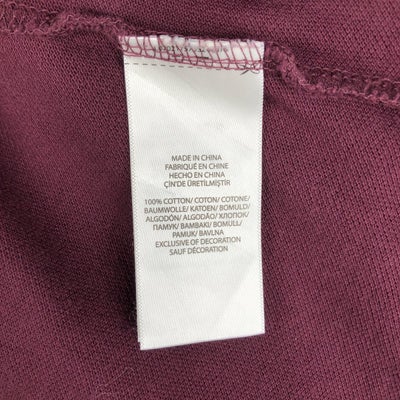 MADE IN CHINA
FABRIQUÉ EN CHINE
HECHO EN CHINA
ÇİN'DE ÜRETİLMİŞTİR
100% COTTON/ COTON/ COTONE/
BAUMWOLLE/ KATOEN/ BOMULD/
ALGODÓN/ ALGODÃO/ ХЛОПОК/
ПАМУК/ BAMBAKI/ BOMULL/
PAMUK/ BAVLNA
EXCLUSIVE OF DECORATION
SAUF DÉCORATION